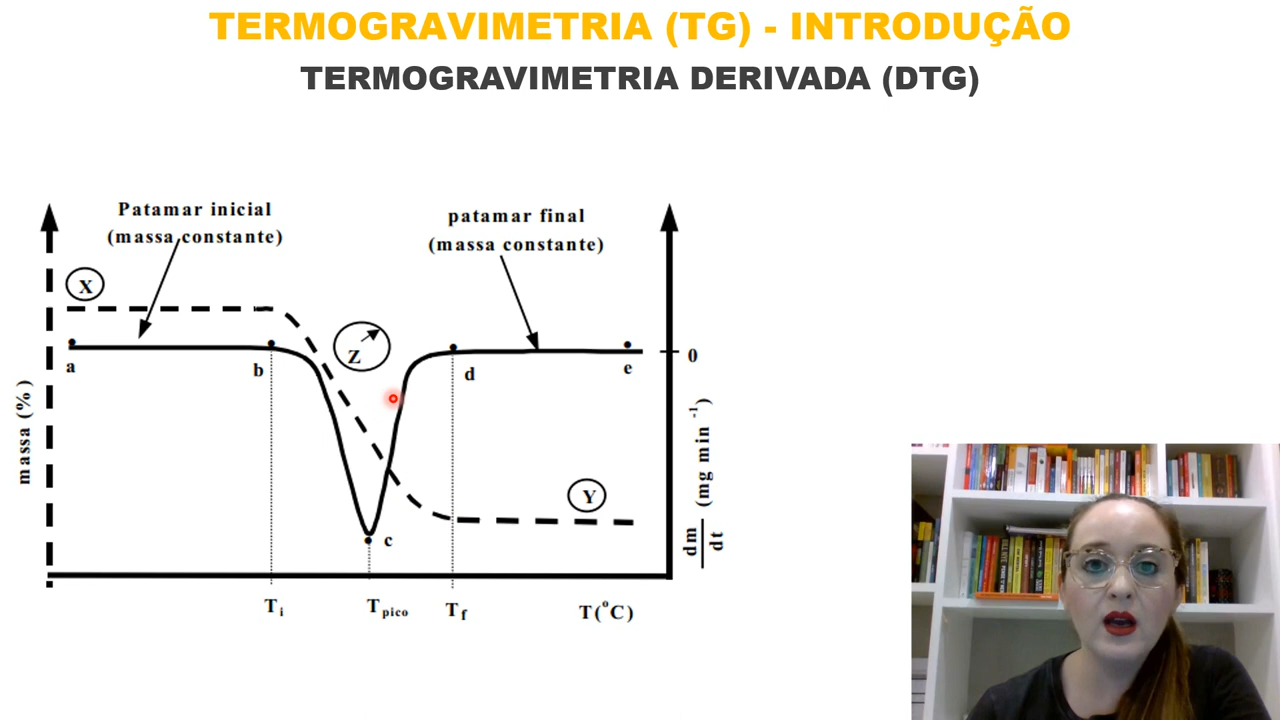 TERMOGRAVIMETRIA (TG) - INTRODUÇÃO
TERMOGRAVIMETRIA DERIVADA (DTG)
Patamar inicial
(massa constante)
patamar final
(massa constante)
X
Z
a
b
d
e
0
massa (%)
Y
c
dm
dt
(mg min -1)
Ti
Tpico
Tf
T(oC)